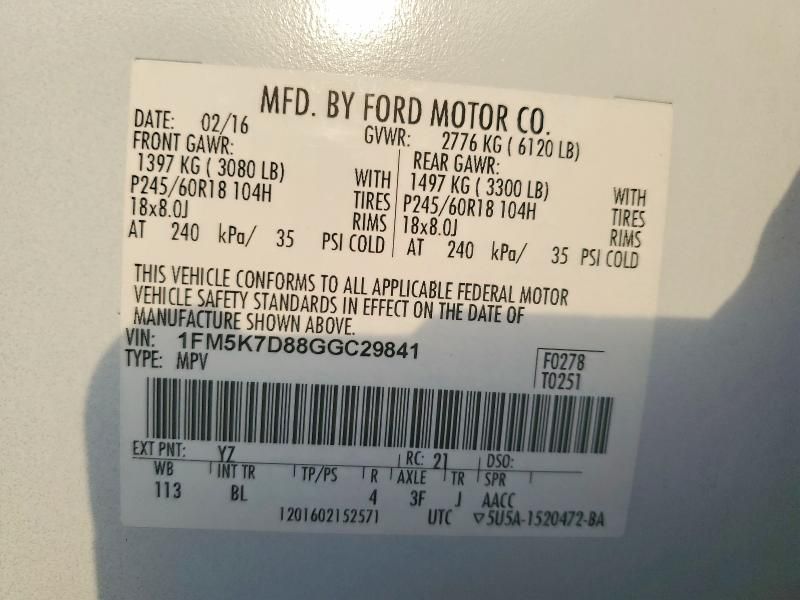 MFD. BY FORD MOTOR CO.
DATE: 02/16 GVWR: 2776 KG ( 6120 LB)
FRONT GAWR: REAR GAWR:
1397 KG ( 3080 LB) WITH 1497 KG ( 3300 LB) WITH
P245/60R18 104H TIRES P245/60R18 104H TIRES
18x8.0J RIMS 18x8.0J RIMS
AT 240 kPa/ 35 PSI COLD AT 240 kPa/ 35 PSI COLD
THIS VEHICLE CONFORMS TO ALL APPLICABLE FEDERAL MOTOR
VEHICLE SAFETY STANDARDS IN EFFECT ON THE DATE OF
MANUFACTURE SHOWN ABOVE.
VIN: 1FM5K7D88GGC29841
TYPE: MPV F0278
T0251
EXT PNT: YZ RC: 21 DSO:
WB INT TR TP/PS R AXLE TR SPR
113 BL 4 3F J AACC
1201602152571 UTC ▽5U5A-1520472-BA